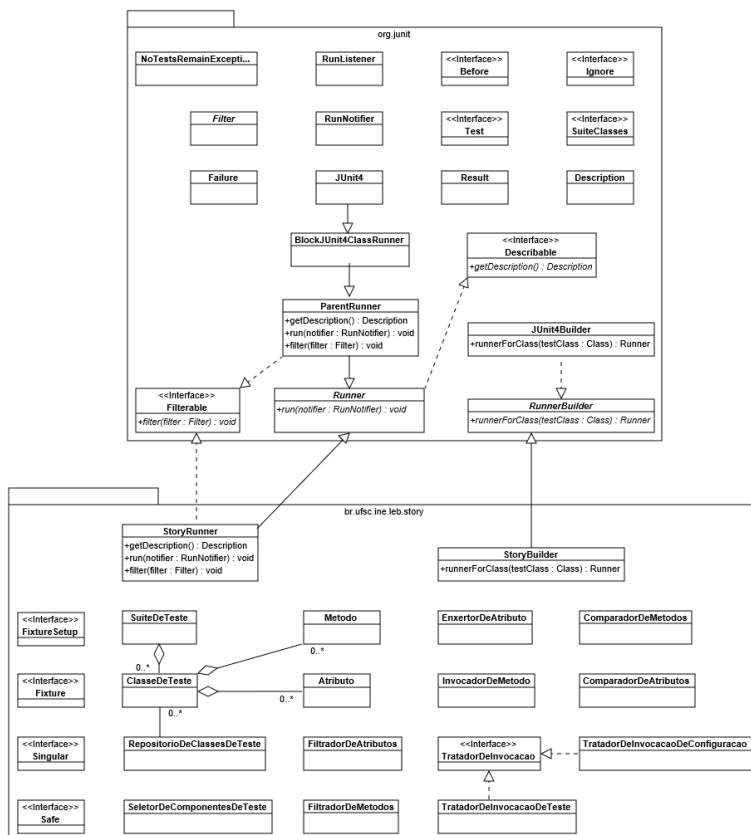 org.junit
NoTestsRemainExcepti...
RunListener
<<Interface>>
Before
<<Interface>>
Ignore
Filter
RunNotifier
<<Interface>>
Test
<<Interface>>
SuiteClasses
Failure
JUnit4
Result
Description
BlockJUnit4ClassRunner
<<Interface>>
Describable
+getDescription() : Description
ParentRunner
+getDescription() : Description
+run(notifier : RunNotifier) : void
+filter(filter : Filter) : void
JUnit4Builder
+runnerForClass(testClass : Class) : Runner
<<Interface>>
Filterable
+filter(filter : Filter) : void
Runner
+run(notifier : RunNotifier) : void
RunnerBuilder
+runnerForClass(testClass : Class) : Runner
br.ufsc.ine.leb.story
StoryRunner
+getDescription() : Description
+run(notifier : RunNotifier) : void
+filter(filter : Filter) : void
StoryBuilder
+runnerForClass(testClass : Class) : Runner
<<Interface>>
FixtureSetup
SuiteDeTeste
Metodo
EnxertorDeAtributo
ComparadorDeMetodos
0..*
0..*
<<Interface>>
Fixture
ClasseDeTeste
Atributo
InvocadorDeMetodo
ComparadorDeAtributos
0..*
0..*
<<Interface>>
Singular
RepositorioDeClassesDeTeste
FiltradorDeAtributos
<<Interface>>
TratadorDeInvocacao
TratadorDeInvocacaoDeConfiguracao
<<Interface>>
Safe
SeletorDeComponentesDeTeste
FiltradorDeMetodos
TratadorDeInvocacaoDeTeste